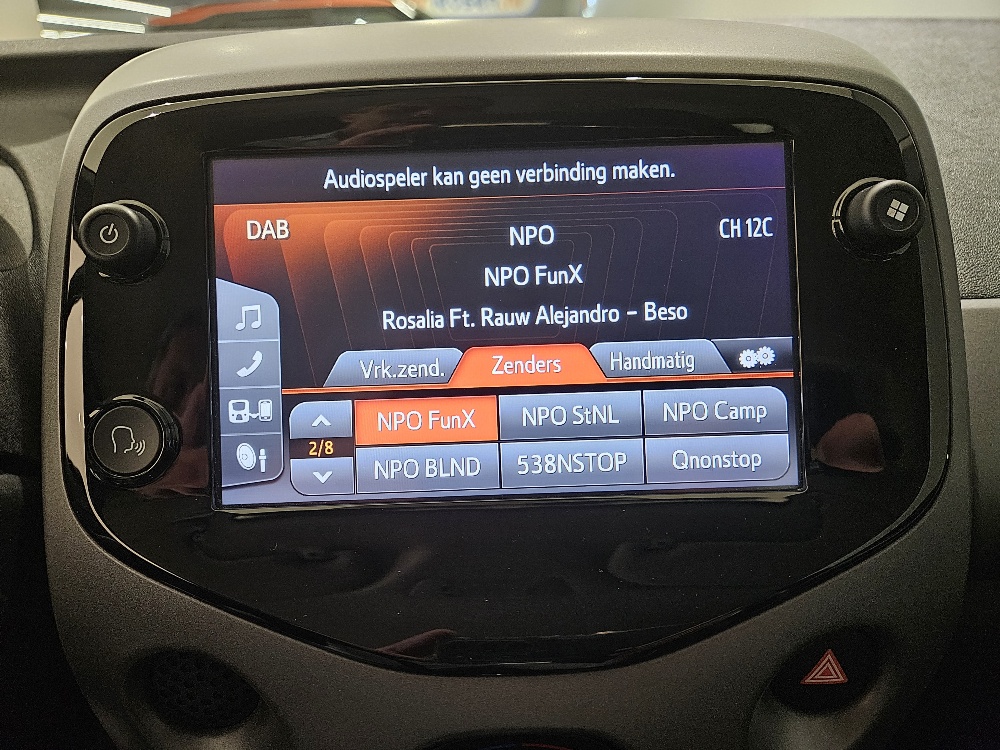 Audiospeler kan geen verbinding maken.
DAB
NPO
CH 12C
NPO FunX
Rosalia Ft. Rauw Alejandro – Beso
Vrk.zend.
Zenders
Handmatig
NPO FunX
NPO StNL
NPO Camp
2/8
NPO BLND
538NSTOP
Qnonstop